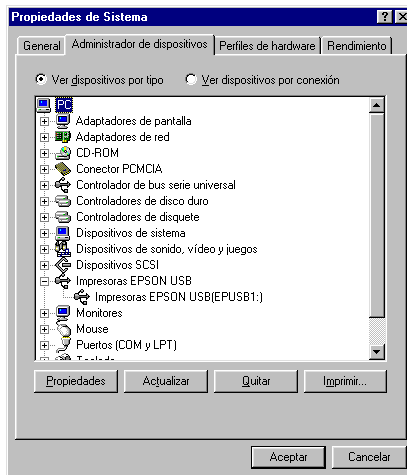 Propiedades de Sistema
General
Administrador de dispositivos
Perfiles de hardware
Rendimiento
Ver dispositivos por tipo
Ver dispositivos por conexión
PC
Adaptadores de pantalla
Adaptadores de red
CD-ROM
Conector PCMCIA
Controlador de bus serie universal
Controladores de disco duro
Controladores de disquete
Dispositivos de sistema
Dispositivos de sonido, vídeo y juegos
Dispositivos SCSI
Impresoras EPSON USB
Impresoras EPSON USB(EPUSB1:)
Monitores
Mouse
Puertos (COM y LPT)
Teclado
Propiedades
Actualizar
Quitar
Imprimir...
Aceptar
Cancelar